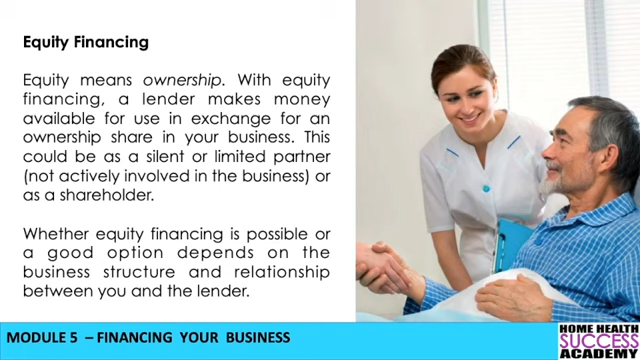 Equity Financing
Equity means ownership. With equity
financing, a lender makes money
available for use in exchange for an
ownership share in your business. This
could be as a silent or limited partner
(not actively involved in the business) or
as a shareholder.
Whether equity financing is possible or
a good option depends on the
business structure and relationship
between you and the lender.
MODULE 5 – FINANCING YOUR BUSINESS
HOME HEALTH
SUCCESS
ACADEMY